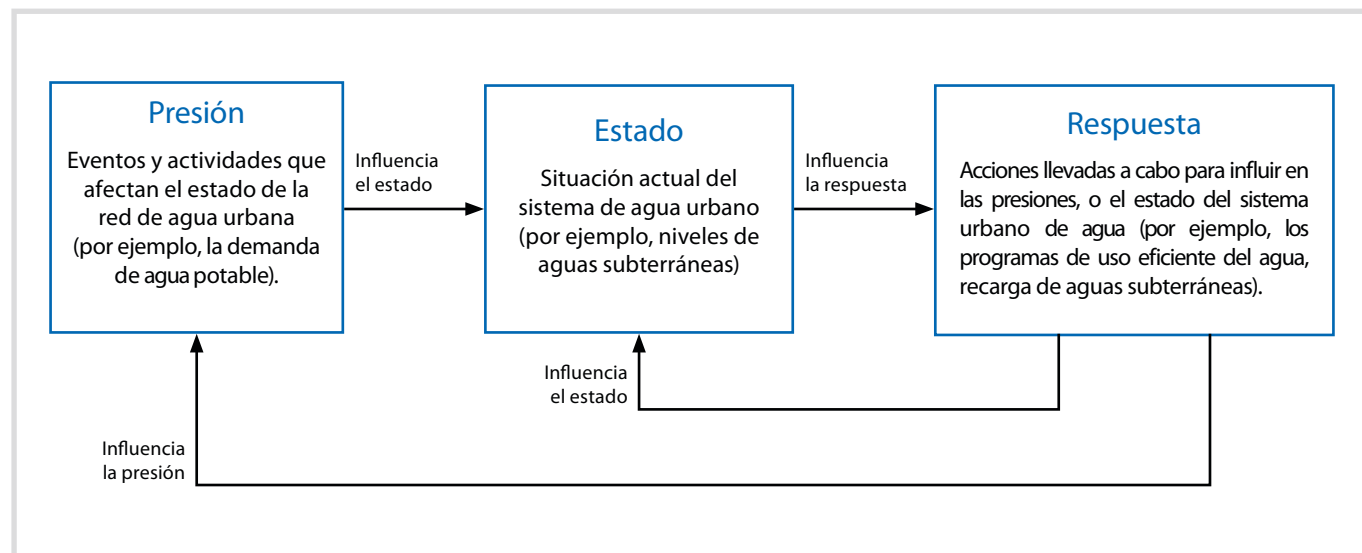 Presión
Eventos y actividades que
afectan el estado de la
red de agua urbana
(por ejemplo, la demanda
de agua potable).
Influencia
el estado
Estado
Situación actual del
sistema de agua urbano
(por ejemplo, niveles de
aguas subterráneas)
Influencia
la respuesta
Respuesta
Acciones llevadas a cabo para influir en
las presiones, o el estado del sistema
urbano de agua (por ejemplo, los
programas de uso eficiente del agua,
recarga de aguas subterráneas).
Influencia
el estado
Influencia
la presión